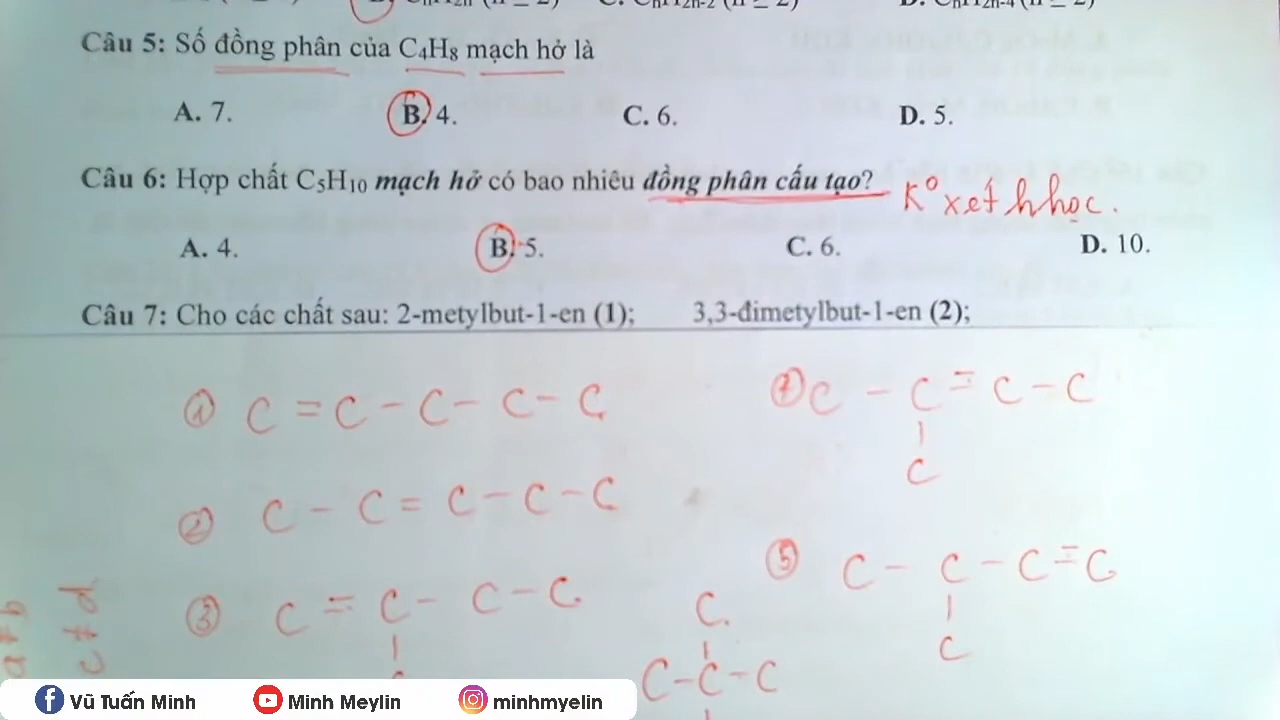 Câu 5: Số đồng phân của C₄H₈ mạch hở là
A. 7. B. 4. C. 6. D. 5.
Câu 6: Hợp chất C₅H₁₀ mạch hở có bao nhiêu đồng phân cấu tạo? K° xét h học.
A. 4. B. 5. C. 6. D. 10.
Câu 7: Cho các chất sau: 2-metylbut-1-en (1); 3,3-đimetylbut-1-en (2);
① C = C - C - C - C
④ C - C = C - C
|
C
② C - C = C - C - C
⑤ C - C - C = C
|
C
③ C = C - C - C
|
C
|
C - C - C
|
a ≠ b
c ≠ d
Vũ Tuấn Minh Minh Meylin minhmyelin